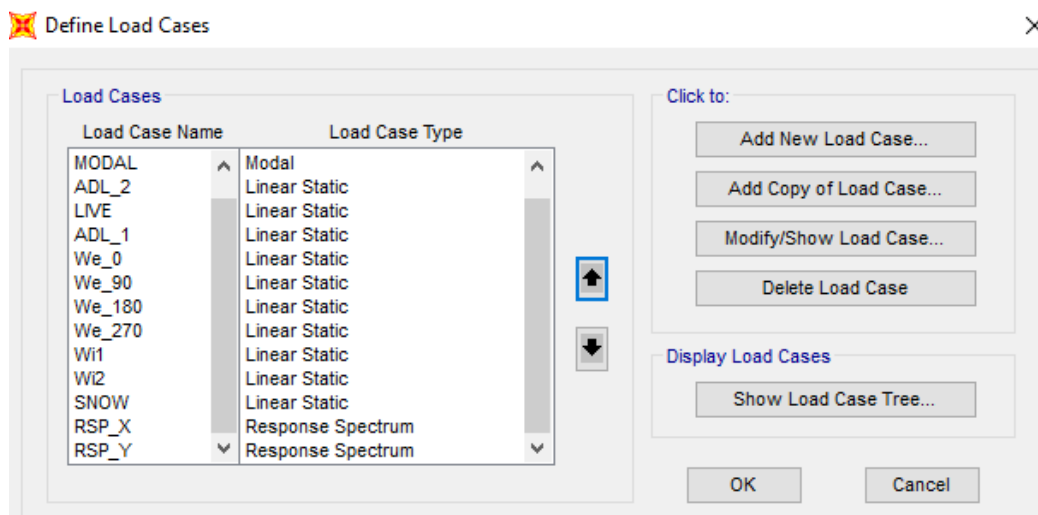 Define Load Cases
Load Cases
Click to:
Load Case Name Load Case Type
MODAL Modal
ADL_2 Linear Static
LIVE Linear Static
ADL_1 Linear Static
We_0 Linear Static
We_90 Linear Static
We_180 Linear Static
We_270 Linear Static
Wi1 Linear Static
Wi2 Linear Static
SNOW Linear Static
RSP_X Response Spectrum
RSP_Y Response Spectrum
Add New Load Case...
Add Copy of Load Case...
Modify/Show Load Case...
Delete Load Case
Display Load Cases
Show Load Case Tree...
OK Cancel